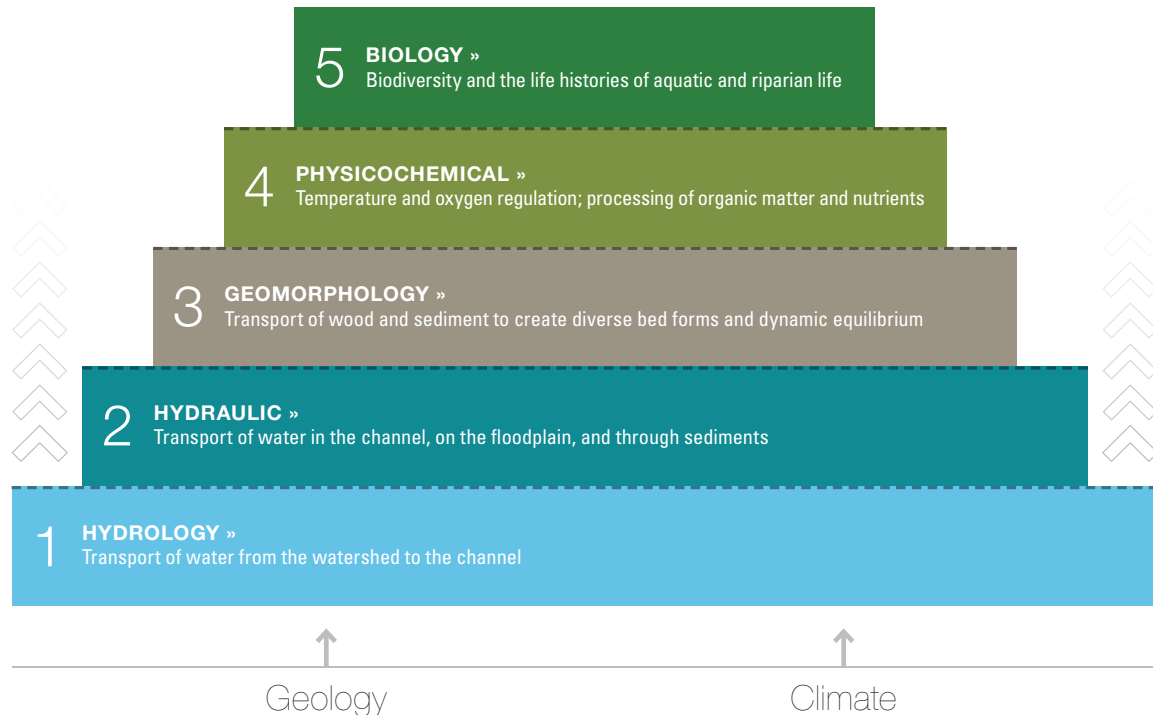 5
BIOLOGY »
Biodiversity and the life histories of aquatic and riparian life
4
PHYSICOCHEMICAL »
Temperature and oxygen regulation; processing of organic matter and nutrients
3
GEOMORPHOLOGY »
Transport of wood and sediment to create diverse bed forms and dynamic equilibrium
2
HYDRAULIC »
Transport of water in the channel, on the floodplain, and through sediments
1
HYDROLOGY »
Transport of water from the watershed to the channel
Geology
Climate